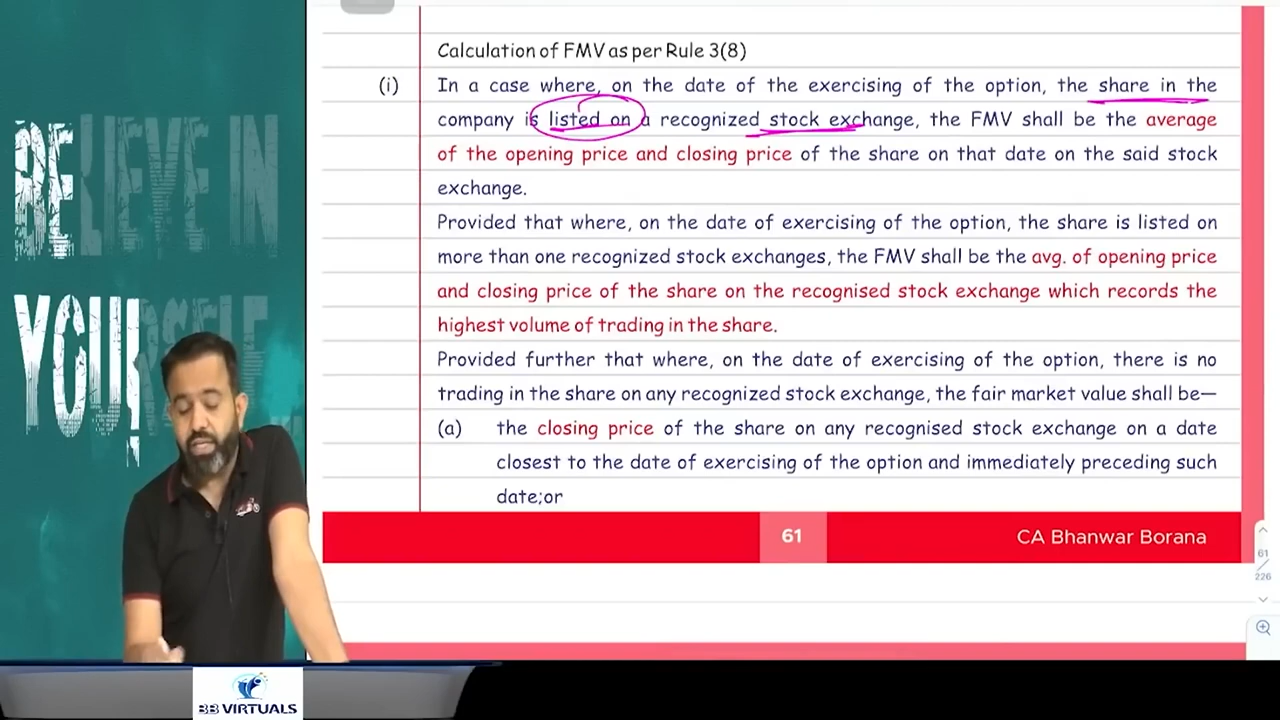 BELIEVE IN
YOURSELF
Calculation of FMV as per Rule 3(8)
(i) In a case where, on the date of the exercising of the option, the share in the
company is listed on a recognized stock exchange, the FMV shall be the average
of the opening price and closing price of the share on that date on the said stock
exchange.
Provided that where, on the date of exercising of the option, the share is listed on
more than one recognized stock exchanges, the FMV shall be the avg. of opening price
and closing price of the share on the recognised stock exchange which records the
highest volume of trading in the share.
Provided further that where, on the date of exercising of the option, there is no
trading in the share on any recognized stock exchange, the fair market value shall be—
(a) the closing price of the share on any recognised stock exchange on a date
closest to the date of exercising of the option and immediately preceding such
date;or
61 CA Bhanwar Borana
61
/
226
BB VIRTUALS